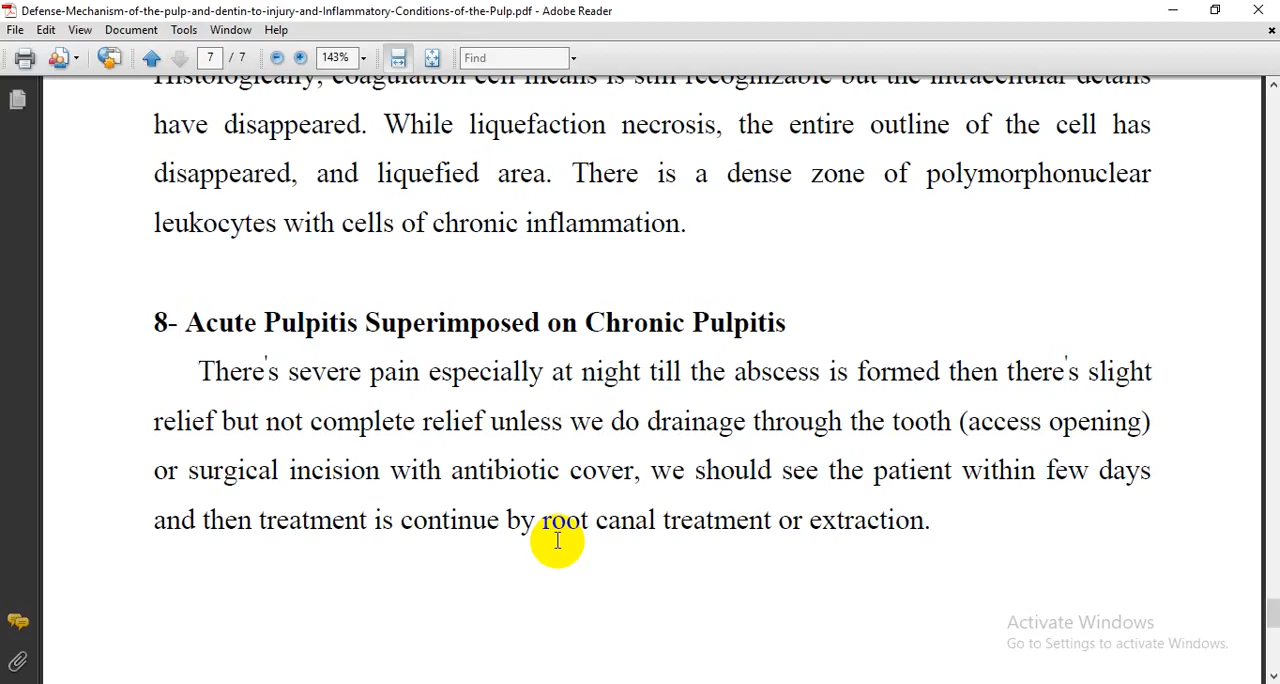 Defense-Mechanism-of-the-pulp-and-dentin-to-injury-and-Inflammatory-Conditions-of-the-Pulp.pdf - Adobe Reader
File Edit View Document Tools Window Help
7 / 7 143% Find
Histologically, coagulation cell means is still recognizable but the intracellular details
have disappeared. While liquefaction necrosis, the entire outline of the cell has
disappeared, and liquefied area. There is a dense zone of polymorphonuclear
leukocytes with cells of chronic inflammation.
8- Acute Pulpitis Superimposed on Chronic Pulpitis
There's severe pain especially at night till the abscess is formed then there's slight
relief but not complete relief unless we do drainage through the tooth (access opening)
or surgical incision with antibiotic cover, we should see the patient within few days
and then treatment is continue by root canal treatment or extraction.
Activate Windows
Go to Settings to activate Windows.